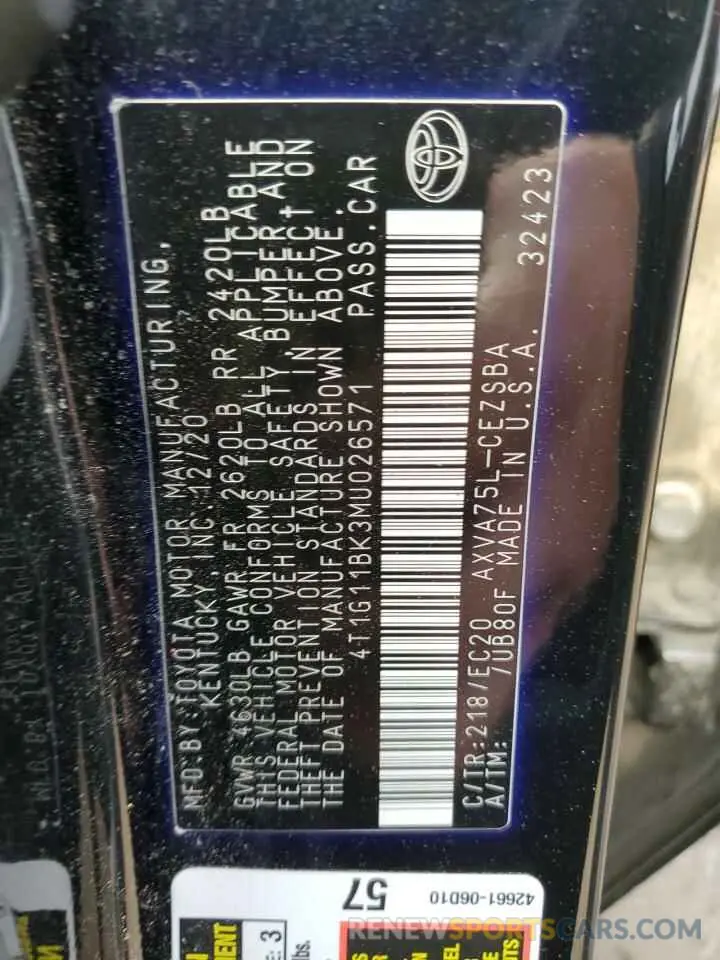 MFD.BY:TOYOTA MOTOR MANUFACTURING,
KENTUCKY, INC. 12/20
GVWR 4630LB GAWR FR 2620LB RR 2420LB
THIS VEHICLE CONFORMS TO ALL APPLICABLE
FEDERAL MOTOR VEHICLE SAFETY, BUMPER AND
THEFT PREVENTION STANDARDS IN EFFECT ON
THE DATE OF MANUFACTURE SHOWN ABOVE.
4T1G11BK3MU026571 PASS.CAR
C/TR:218/EC20 AXVA75L-CEZSBA
A/TM: /UB80F MADE IN U.S.A. 32423
57
42661-06D10
3
lbs.
RENEWSPORTSCARS.COM